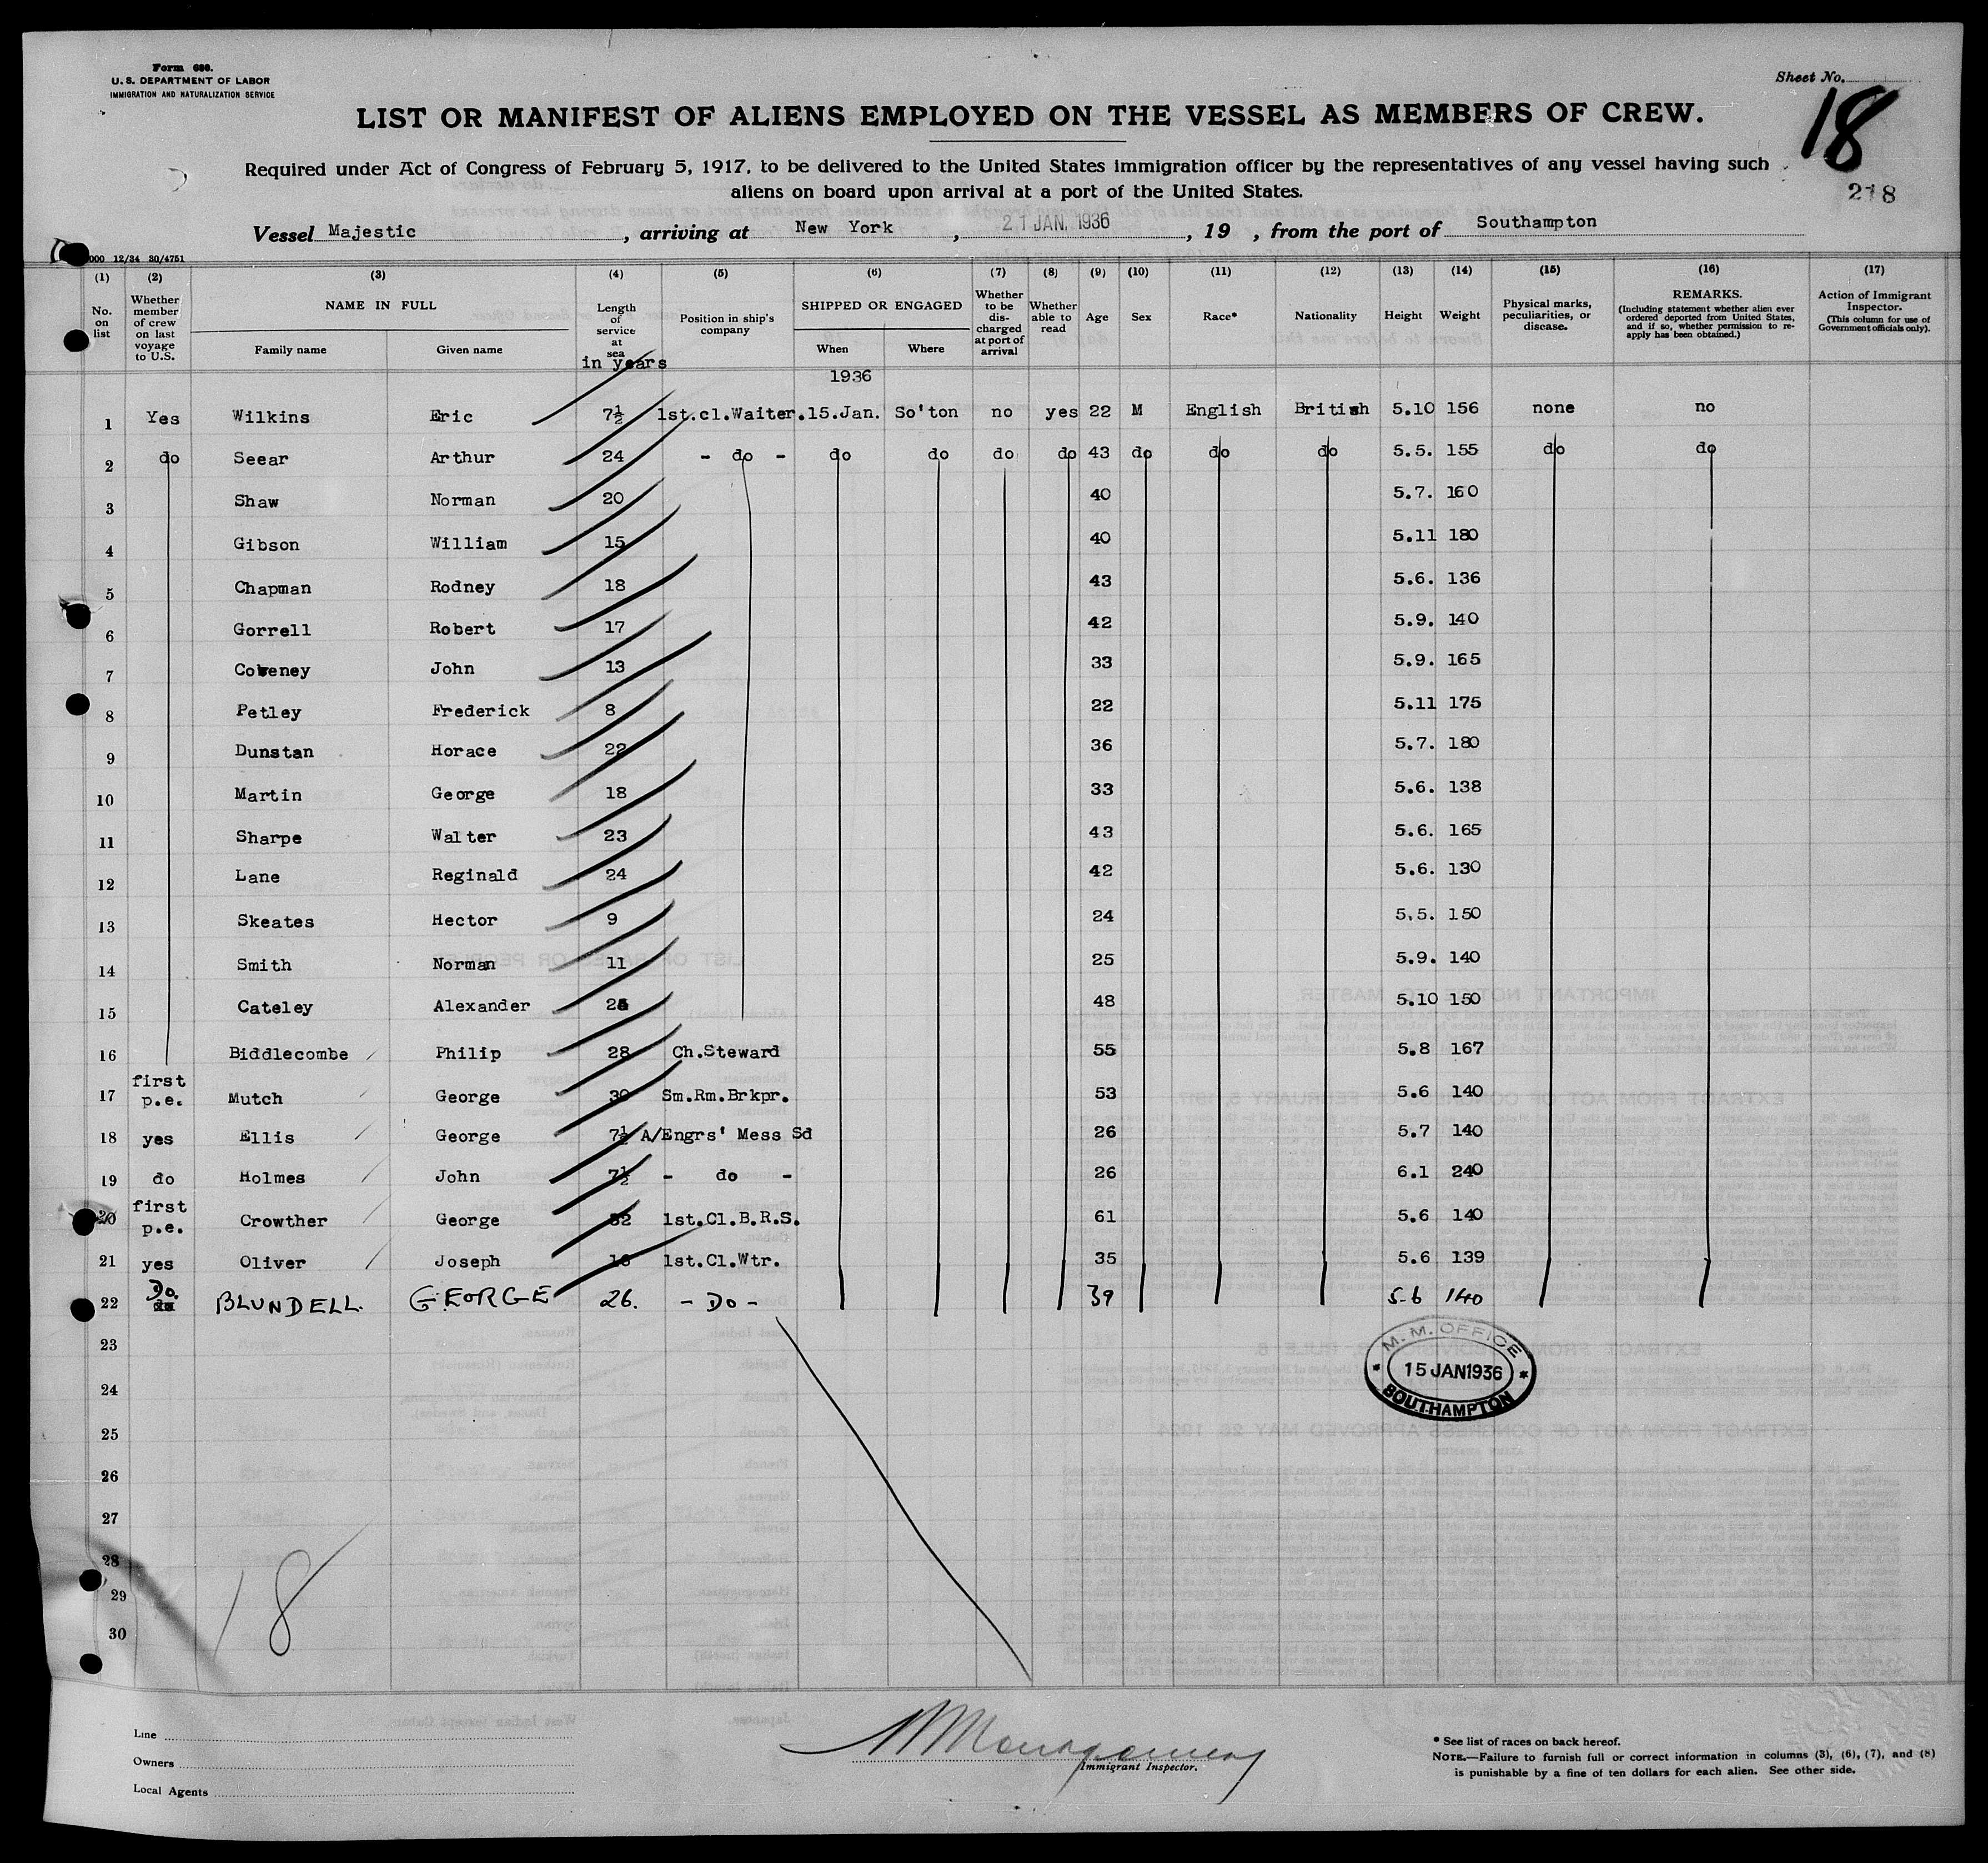 Form 680.
U. S. DEPARTMENT OF LABOR
IMMIGRATION AND NATURALIZATION SERVICE
Sheet No.
18
218
LIST OR MANIFEST OF ALIENS EMPLOYED ON THE VESSEL AS MEMBERS OF CREW.
Required under Act of Congress of February 5, 1917, to be delivered to the United States immigration officer by the representatives of any vessel having such
aliens on board upon arrival at a port of the United States.
Vessel Majestic , arriving at New York , 21 JAN. 1936 , 19 , from the port of Southampton
000 12/34 30/4751
(1) (2) (3) (4) (5) (6) (7) (8) (9) (10) (11) (12) (13) (14) (15) (16) (17)
No. on list
Whether member of crew on last voyage to U.S.
NAME IN FULL
Family name Given name
Length of service at sea
in years
Position in ship's company
SHIPPED OR ENGAGED
When Where
Whether to be discharged at port of arrival
Whether able to read
Age Sex Race* Nationality Height Weight
Physical marks, peculiarities, or disease.
REMARKS.
(Including statement whether alien ever ordered deported from United States, and if so, whether permission to re-apply has been obtained.)
Action of Immigrant Inspector.
(This column for use of Government officials only).
1936
1 Yes Wilkins Eric 7½ 1st.cl.Waiter. 15.Jan. So'ton no yes 22 M English British 5.10 156 none no
2 do Seear Arthur 24 - do - do do do do 43 do do do 5.5. 155 do do
3 Shaw Norman 20 40 5.7. 160
4 Gibson William 15 40 5.11 180
5 Chapman Rodney 18 43 5.6. 136
6 Gorrell Robert 17 42 5.9. 140
7 Coveney John 13 33 5.9. 165
8 Petley Frederick 8 22 5.11 175
9 Dunstan Horace 22 36 5.7. 180
10 Martin George 18 33 5.6. 138
11 Sharpe Walter 23 43 5.6. 165
12 Lane Reginald 24 42 5.6. 130
13 Skeates Hector 9 24 5.5. 150
14 Smith Norman 11 25 5.9. 140
15 Cateley Alexander 48 5.10 150
16 Biddlecombe Philip 28 Ch.Steward 55 5.8 167
17 first p.e. Mutch George 30 Sm.Rm.Brkpr. 53 5.6 140
18 yes Ellis George 7½ A/Engrs' Mess Sd 26 5.7 140
19 do Holmes John 7½ - do - 26 6.1 240
20 first p.e. Crowther George 32 1st.Cl.B.R.S. 61 5.6 140
21 yes Oliver Joseph 1st.Cl.Wtr. 35 5.6 139
22 Do. BLUNDELL. GEORGE 26. - Do - 39 5-6 140
23
24
25
26
27
28
29
30
M. M. OFFICE
15 JAN 1936
SOUTHAMPTON
18
Line
Owners
Local Agents
Montgomery
Immigrant Inspector.
* See list of races on back hereof.
NOTE.—Failure to furnish full or correct information in columns (3), (6), (7), and (8)
is punishable by a fine of ten dollars for each alien. See other side.